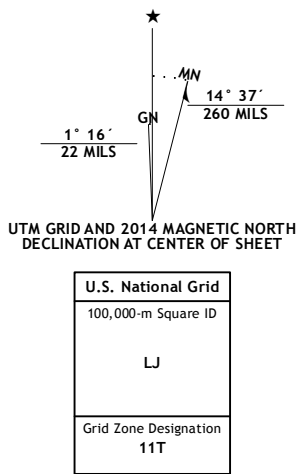 ★
MN
GN
14° 37´
260 MILS
1° 16´
22 MILS
UTM GRID AND 2014 MAGNETIC NORTH
DECLINATION AT CENTER OF SHEET
U.S. National Grid
100,000-m Square ID
LJ
Grid Zone Designation
11T